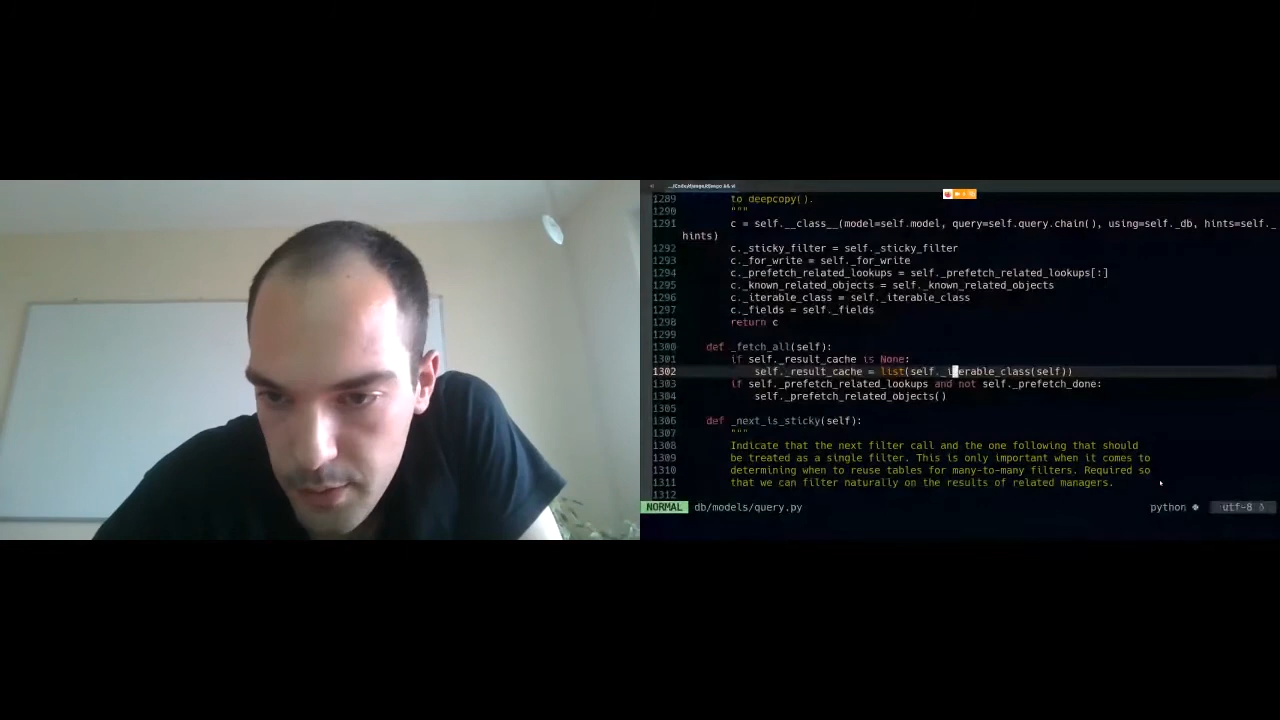 1289         to deepcopy().
1290         """
1291         c = self.__class__(model=self.model, query=self.query.chain(), using=self._db, hints=self._
hints)
1292         c._sticky_filter = self._sticky_filter
1293         c._for_write = self._for_write
1294         c._prefetch_related_lookups = self._prefetch_related_lookups[:]
1295         c._known_related_objects = self._known_related_objects
1296         c._iterable_class = self._iterable_class
1297         c._fields = self._fields
1298         return c
1299
1300     def _fetch_all(self):
1301         if self._result_cache is None:
1302             self._result_cache = list(self._iterable_class(self))
1303         if self._prefetch_related_lookups and not self._prefetch_done:
1304             self._prefetch_related_objects()
1305
1306     def _next_is_sticky(self):
1307         """
1308         Indicate that the next filter call and the one following that should
1309         be treated as a single filter. This is only important when it comes to
1310         determining when to reuse tables for many-to-many filters. Required so
1311         that we can filter naturally on the results of related managers.
1312
NORMAL db/models/query.py python utf-8